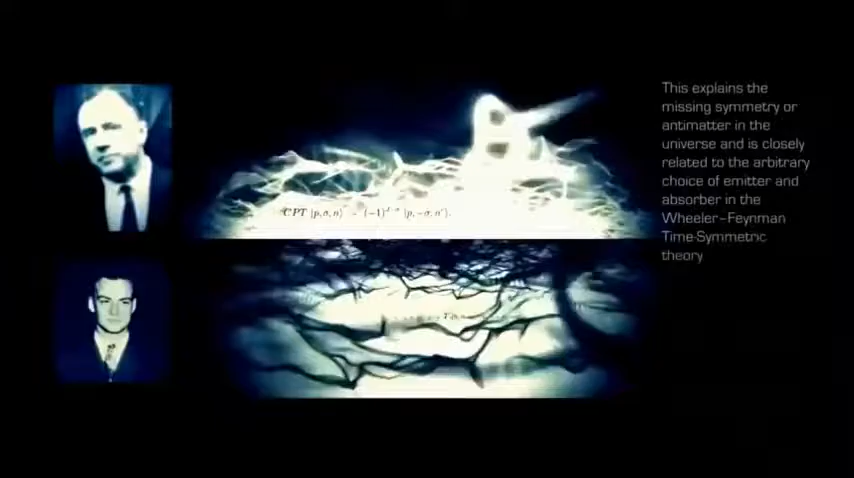 This explains the
missing symmetry or
antimatter in the
universe and is closely
related to the arbitrary
choice of emitter and
absorber in the
Wheeler–Feynman
Time-Symmetric
theory
CPT